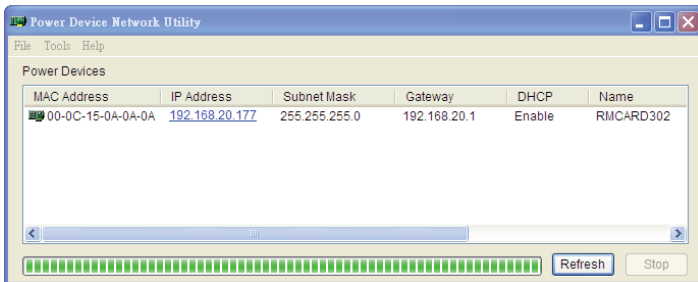 Power Device Network Utility
File Tools Help
Power Devices
MAC Address IP Address Subnet Mask Gateway DHCP Name
00-0C-15-0A-0A-0A 192.168.20.177 255.255.255.0 192.168.20.1 Enable RMCARD302
Refresh Stop